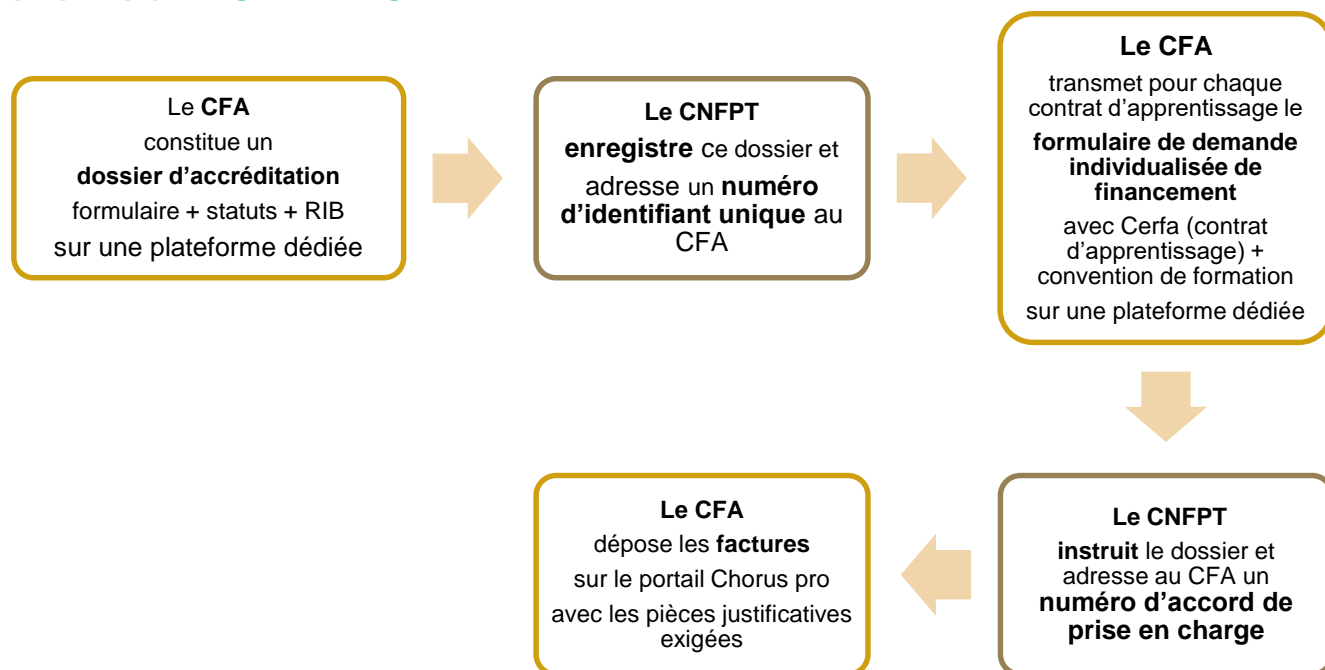 Le CFA
constitue un
dossier d’accréditation
formulaire + statuts + RIB
sur une plateforme dédiée
Le CNFPT
enregistre ce dossier et
adresse un numéro
d’identifiant unique au
CFA
Le CFA
transmet pour chaque
contrat d’apprentissage le
formulaire de demande
individualisée de
financement
avec Cerfa (contrat
d’apprentissage) +
convention de formation
sur une plateforme dédiée
Le CNFPT
instruit le dossier et
adresse au CFA un
numéro d’accord de
prise en charge
Le CFA
dépose les factures
sur le portail Chorus pro
avec les pièces justificatives
exigées